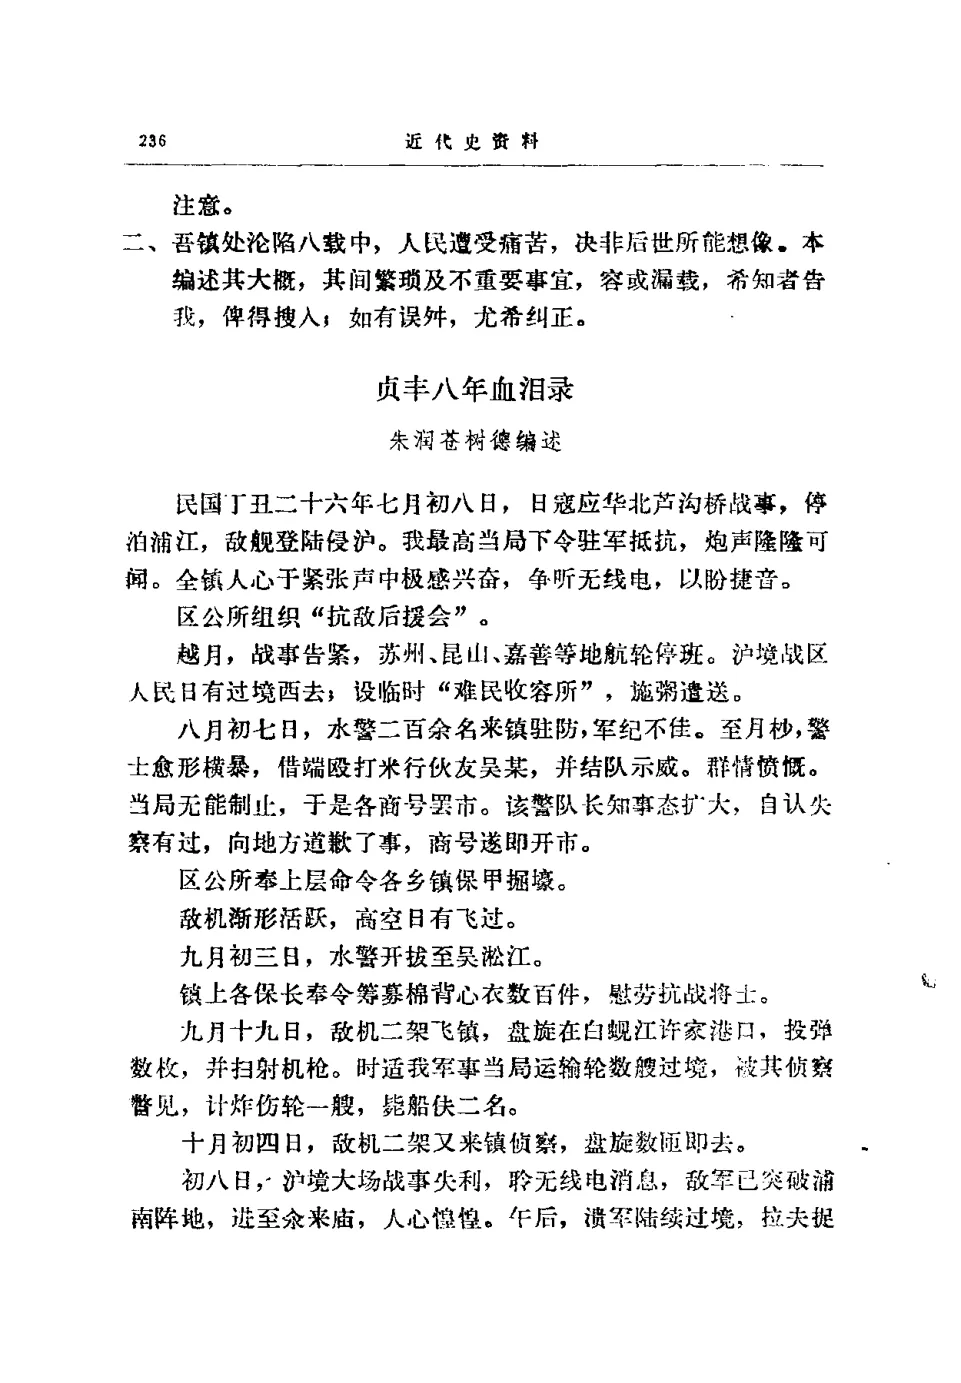 236
近代史资料
注意。
二、吾镇处沦陷八载中，人民遭受痛苦，决非后世所能想像。本
编述其大概，其间繁琐及不重要事宜，容或漏载，希知者告
我，俾得搜入；如有误舛，尤希纠正。
贞丰八年血泪录
朱润苍树德编述
民国丁丑二十六年七月初八日，日寇应华北芦沟桥战事，停
泊浦江，敌舰登陆侵沪。我最高当局下令驻军抵抗，炮声隆隆可
闻。全镇人心于紧张声中极感兴奋，争听无线电，以盼捷音。
区公所组织“抗敌后援会”。
越月，战事告紧，苏州、昆山、嘉善等地航轮停班。沪境战区
人民日有过境西去；设临时“难民收容所”，施粥遣送。
八月初七日，水警二百余名来镇驻防，军纪不佳。至月杪，警
士愈形横暴，借端殴打米行伙友吴某，并结队示威。群情愤慨。
当局无能制止，于是各商号罢市。该警队长知事态扩大，自认失
察有过，向地方道歉了事，商号遂即开市。
区公所奉上层命令各乡镇保甲掘壕。
敌机渐形活跃，高空日有飞过。
九月初三日，水警开拔至吴淞江。
镇上各保长奉令筹募棉背心衣数百件，慰劳抗战将士。
九月十九日，敌机二架飞镇，盘旋在白蚬江许家港口，投弹
数枚，并扫射机枪。时适我军事当局运输轮数艘过境，被其侦察
瞥见，计炸伤轮一艘，毙船伕二名。
十月初四日，敌机二架又来镇侦察，盘旋数匝即去。
初八日，沪境大场战事失利，聆无线电消息，敌军已突破浦
南阵地，进至汆来庙，人心惶惶。午后，溃军陆续过境，拉夫捉